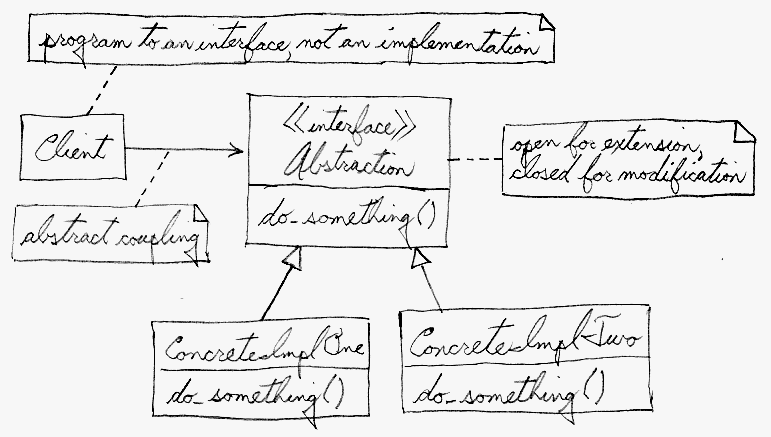 program to an interface, not an implementation
Client
<<interface>>
Abstraction
do_something()
open for extension,
closed for modification
abstract coupling
ConcreteImplOne
do_something()
ConcreteImplTwo
do_something()